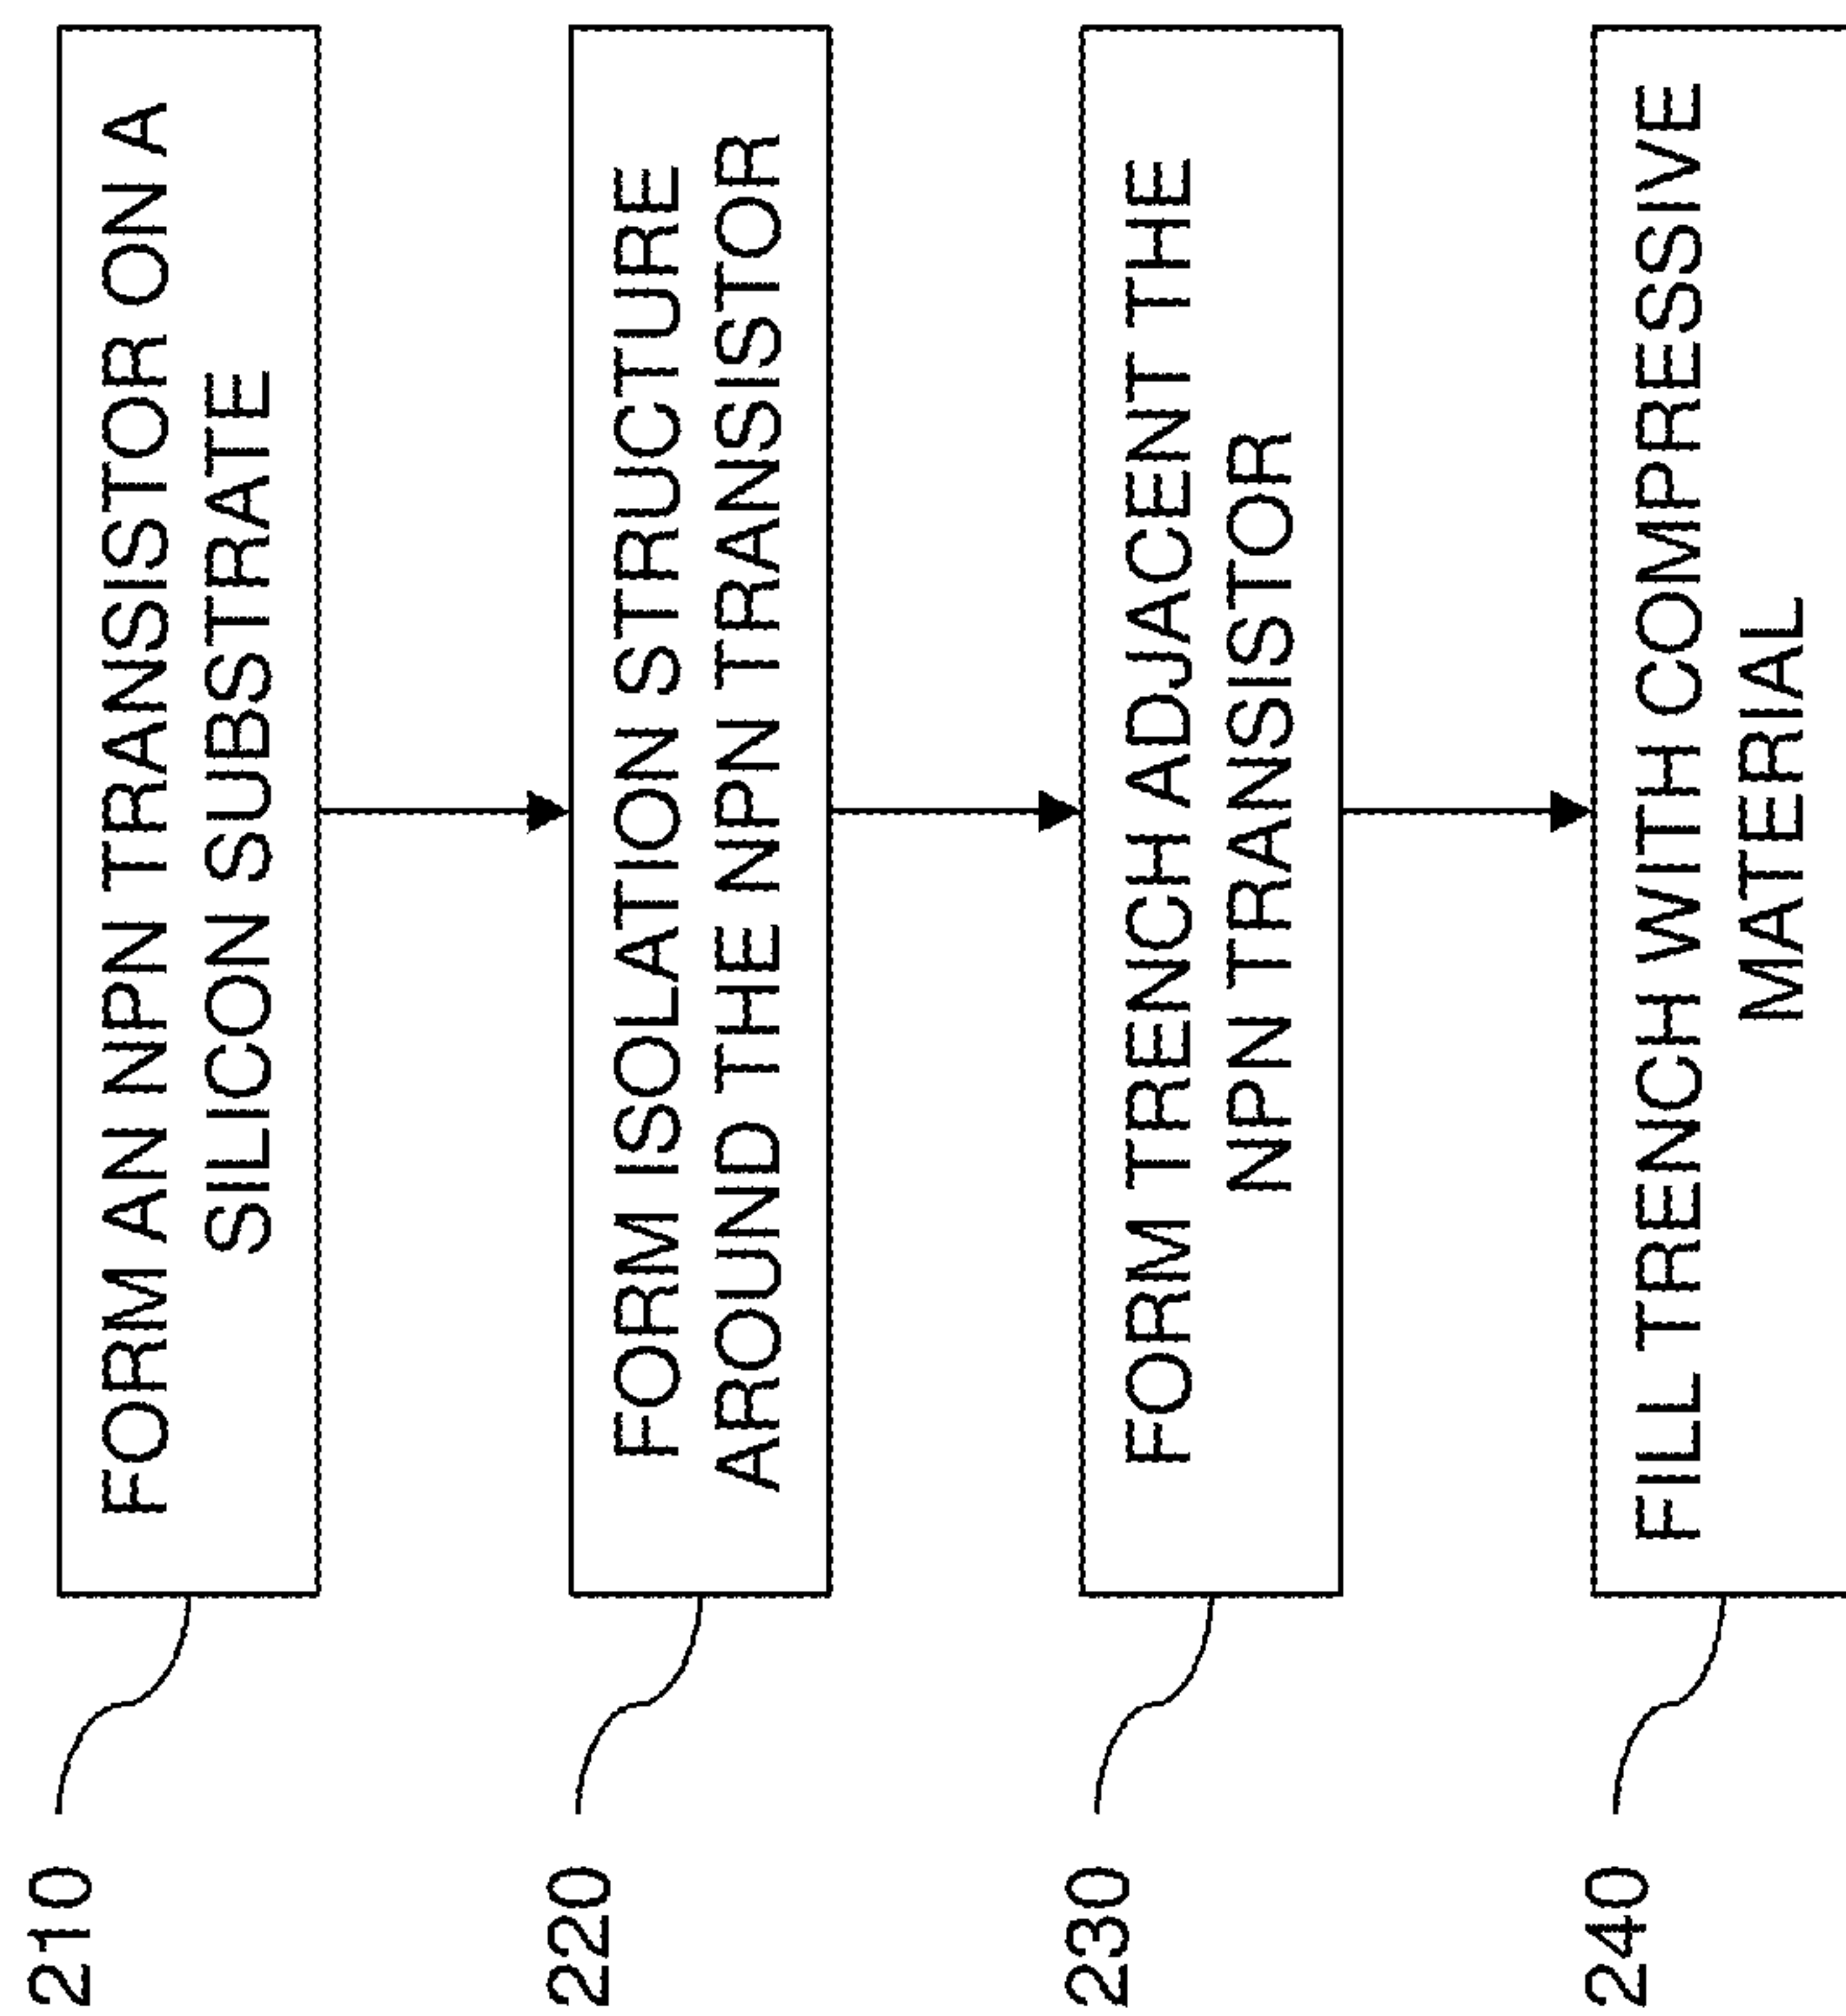 210
FORM AN NPN TRANSISTOR ON A
SILICON SUBSTRATE
220
FORM ISOLATION STRUCTURE
AROUND THE NPN TRANSISTOR
230
FORM TRENCH ADJACENT THE
NPN TRANSISTOR
240
FILL TRENCH WITH COMPRESSIVE
MATERIAL